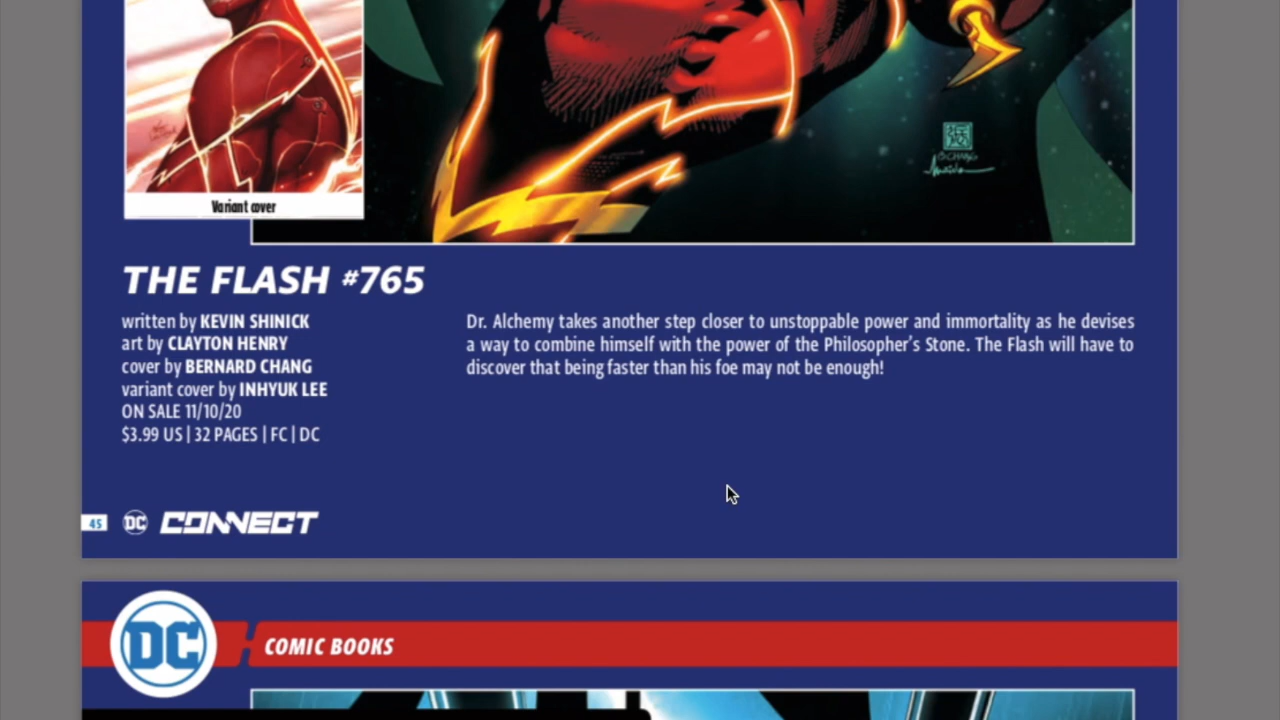 Variant cover
THE FLASH #765
written by KEVIN SHINICK
art by CLAYTON HENRY
cover by BERNARD CHANG
variant cover by INHYUK LEE
ON SALE 11/10/20
$3.99 US | 32 PAGES | FC | DC
Dr. Alchemy takes another step closer to unstoppable power and immortality as he devises
a way to combine himself with the power of the Philosopher's Stone. The Flash will have to
discover that being faster than his foe may not be enough!
45 DC CONNECT
DC
COMIC BOOKS